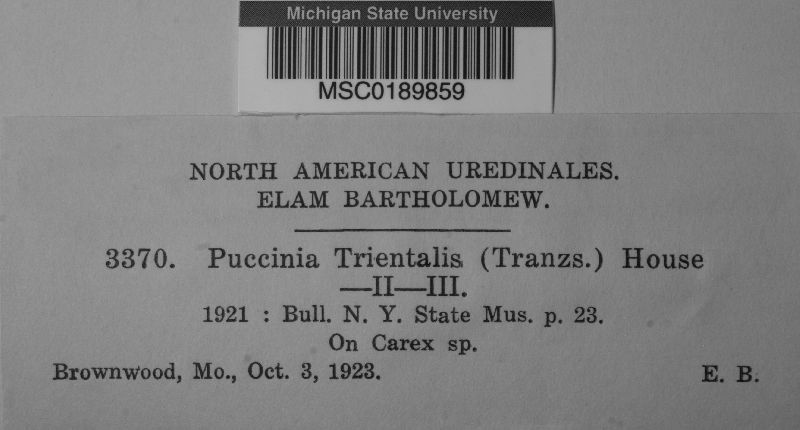 Michigan State University
MSC0189859
NORTH AMERICAN UREDINALES.
ELAM BARTHOLOMEW.
3370. Puccinia Trientalis (Tranzs.) House
—II—III.
1921 : Bull. N. Y. State Mus. p. 23.
On Carex sp.
Brownwood, Mo., Oct. 3, 1923. E. B.